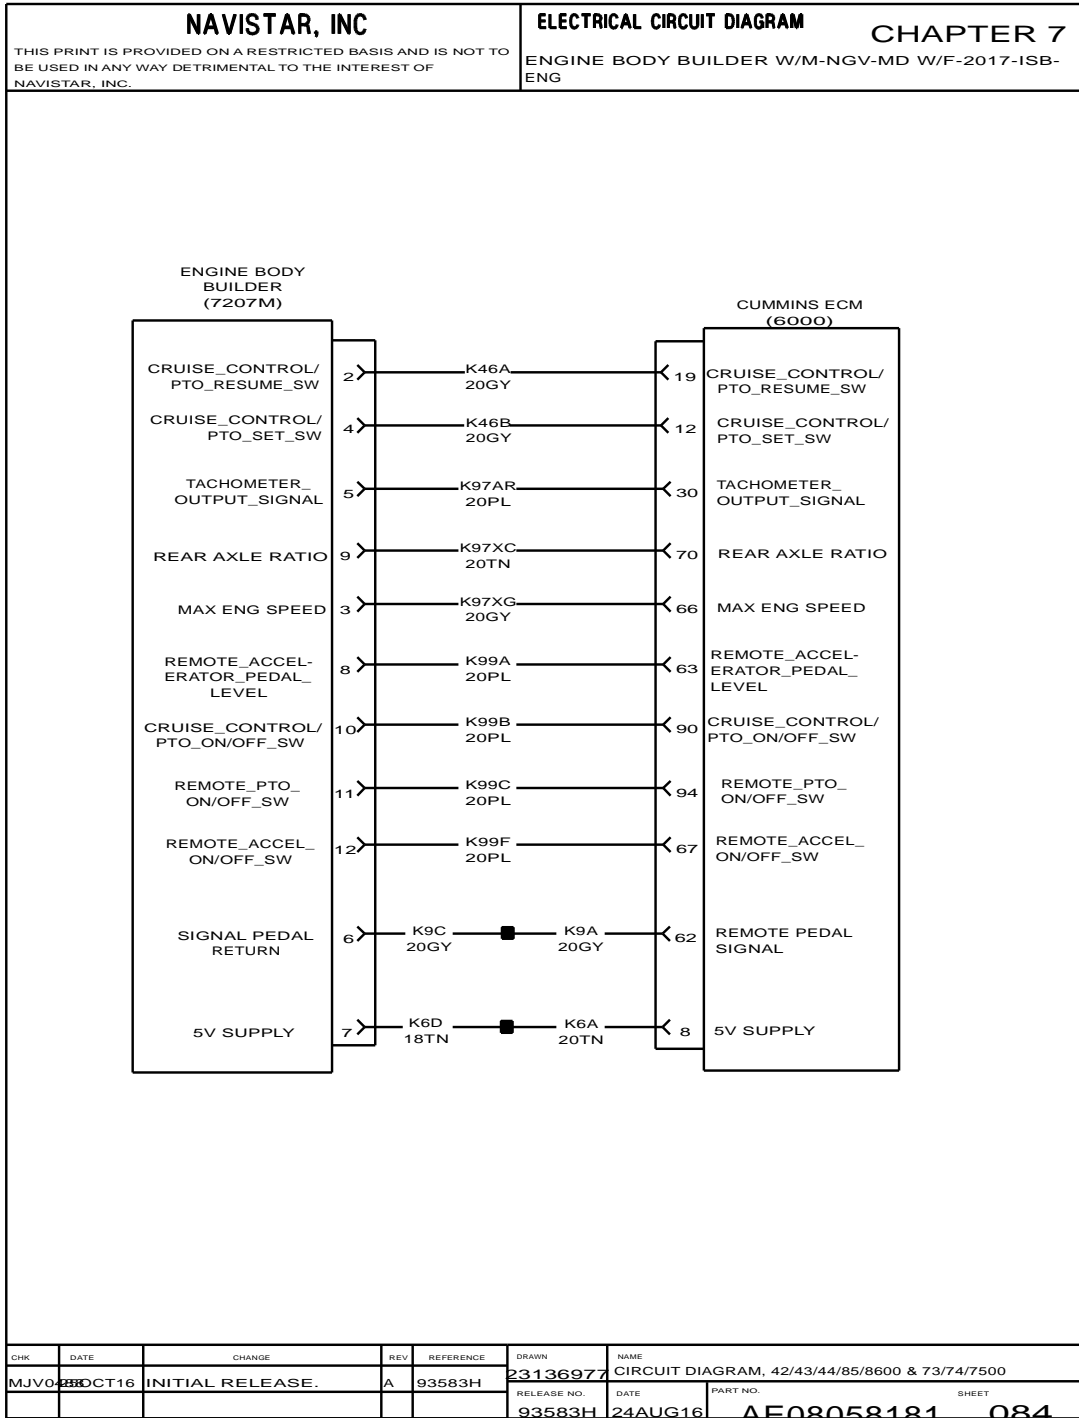 NAVISTAR, INC
THIS PRINT IS PROVIDED ON A RESTRICTED BASIS AND IS NOT TO
BE USED IN ANY WAY DETRIMENTAL TO THE INTEREST OF
NAVISTAR, INC.
ELECTRICAL CIRCUIT DIAGRAM
CHAPTER 7
ENGINE BODY BUILDER W/M-NGV-MD W/F-2017-ISB-
ENG
ENGINE BODY
BUILDER
(7207M)
CUMMINS ECM
(6000)
CRUISE_CONTROL/
PTO_RESUME_SW
2
K46A
20GY
19
CRUISE_CONTROL/
PTO_RESUME_SW
CRUISE_CONTROL/
PTO_SET_SW
4
K46B
20GY
12
CRUISE_CONTROL/
PTO_SET_SW
TACHOMETER_
OUTPUT_SIGNAL
5
K97AR
20PL
30
TACHOMETER_
OUTPUT_SIGNAL
REAR AXLE RATIO
9
K97XC
20TN
70
REAR AXLE RATIO
MAX ENG SPEED
3
K97XG
20GY
66
MAX ENG SPEED
REMOTE_ACCEL-
ERATOR_PEDAL_
LEVEL
8
K99A
20PL
63
REMOTE_ACCEL-
ERATOR_PEDAL_
LEVEL
CRUISE_CONTROL/
PTO_ON/OFF_SW
10
K99B
20PL
90
CRUISE_CONTROL/
PTO_ON/OFF_SW
REMOTE_PTO_
ON/OFF_SW
11
K99C
20PL
94
REMOTE_PTO_
ON/OFF_SW
REMOTE_ACCEL_
ON/OFF_SW
12
K99F
20PL
67
REMOTE_ACCEL_
ON/OFF_SW
SIGNAL PEDAL
RETURN
6
K9C
20GY
K9A
20GY
62
REMOTE PEDAL
SIGNAL
5V SUPPLY
7
K6D
18TN
K6A
20TN
8
5V SUPPLY
CHK DATE CHANGE REV REFERENCE
INITIAL RELEASE. A 93583H
DRAWN
23136977
NAME
CIRCUIT DIAGRAM, 42/43/44/85/8600 & 73/74/7500
RELEASE NO.
93583H
DATE
24AUG16
PART NO.
AE08058181
SHEET
084